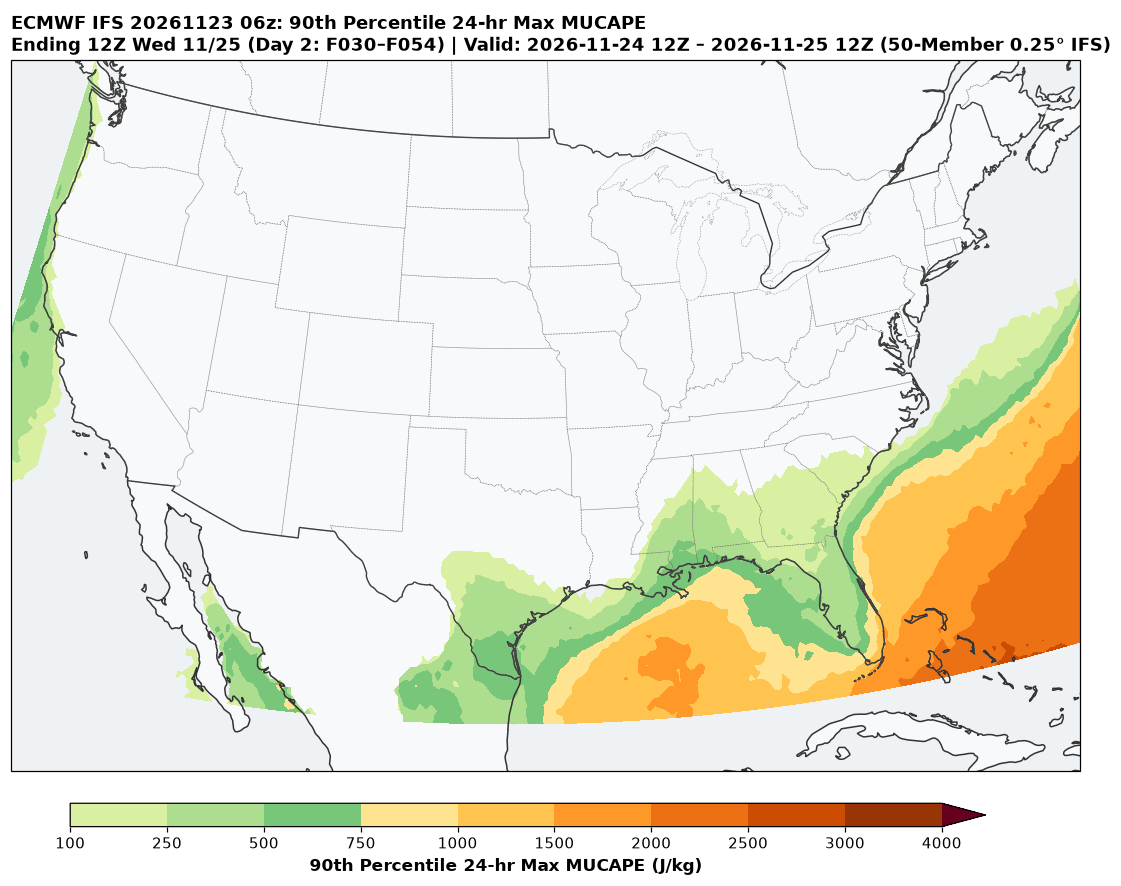 ECMWF IFS 20261123 06z: 90th Percentile 24-hr Max MUCAPE
Ending 12Z Wed 11/25 (Day 2: F030–F054) | Valid: 2026-11-24 12Z – 2026-11-25 12Z (50-Member 0.25° IFS)
100 250 500 750 1000 1500 2000 2500 3000 4000
90th Percentile 24-hr Max MUCAPE (J/kg)